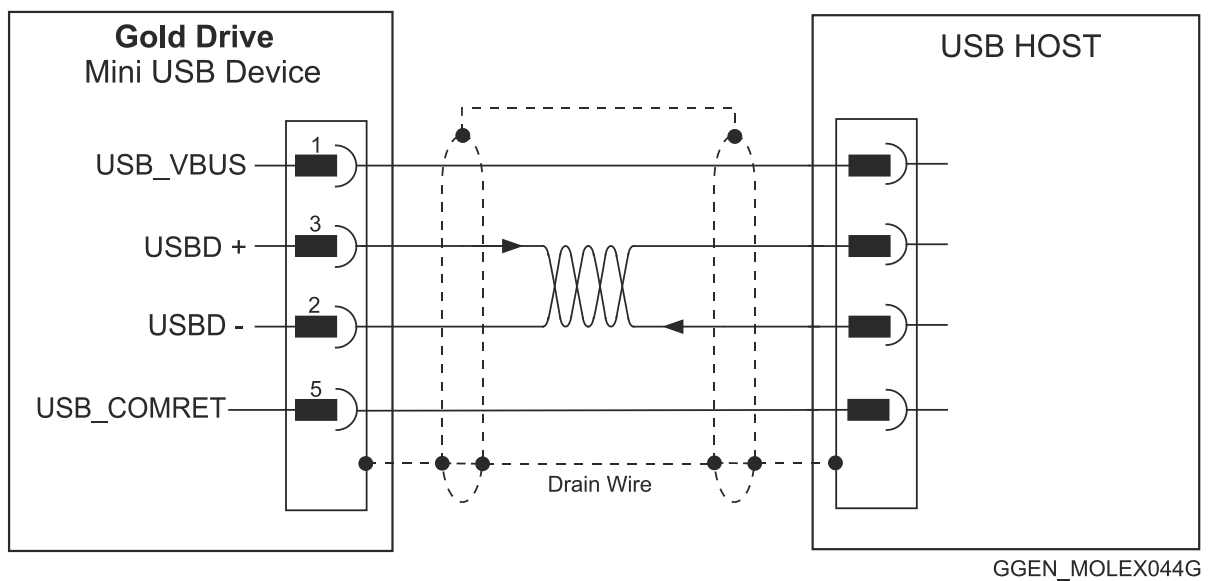 Gold Drive
Mini USB Device
USB HOST
1
USB_VBUS
3
USBD +
2
USBD -
5
USB_COMRET
Drain Wire
GGEN_MOLEX044G